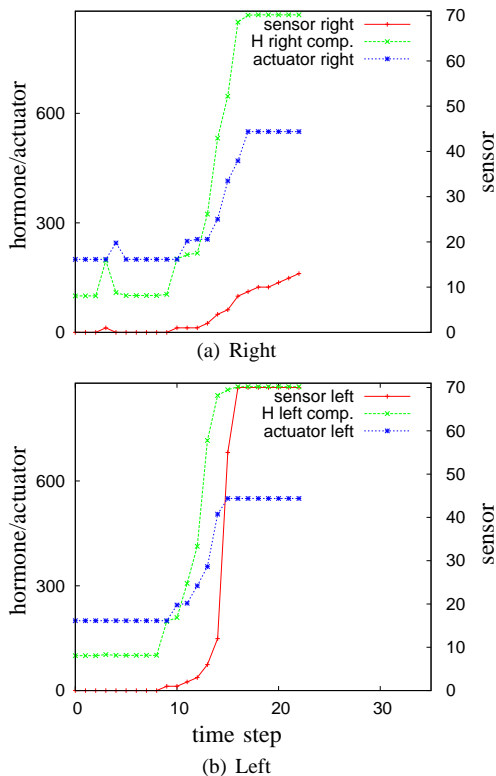 sensor right
H right comp.
actuator right
hormone/actuator
sensor
600
300
0
70
60
50
40
30
20
10
0
(a) Right
sensor left
H left comp.
actuator left
hormone/actuator
sensor
600
300
0
70
60
50
40
30
20
10
0
0 10 20 30
time step
(b) Left